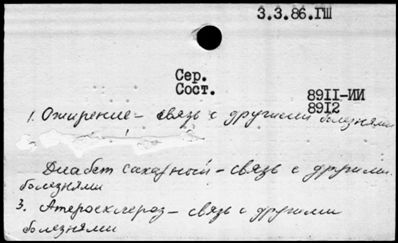 3.3.86.ГШ
Сер.
Сост.
8911-ИИ
8912
1. Ожирение – связь с другими болезнями
Диабет сахарный – связь с другими
болезнями
3. Атеросклероз – связь с другими
болезнями